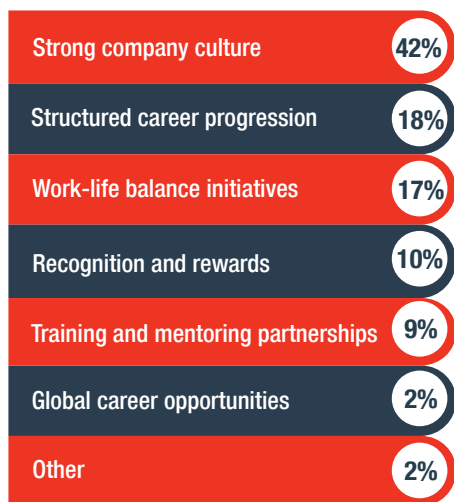 Strong company culture 42%
Structured career progression 18%
Work-life balance initiatives 17%
Recognition and rewards 10%
Training and mentoring partnerships 9%
Global career opportunities 2%
Other 2%